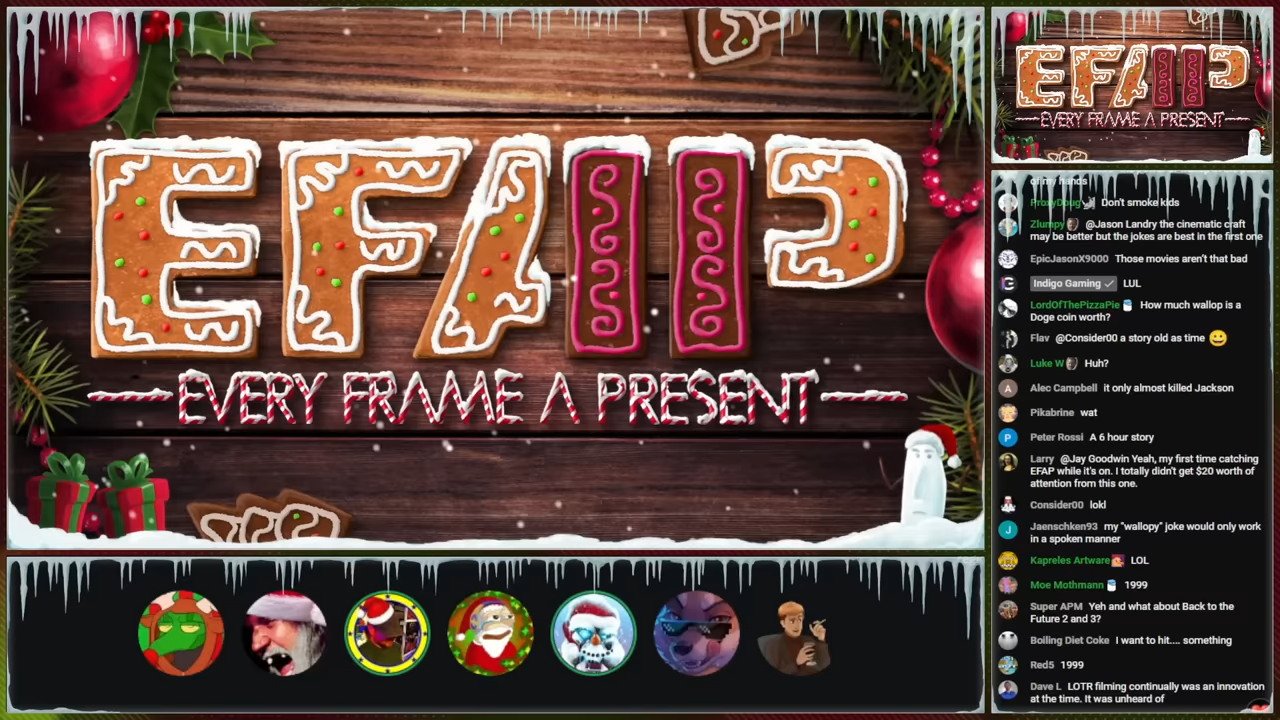 EFAP
EVERY FRAME A PRESENT
EFAP
EVERY FRAME A PRESENT
of my hands
ProxyDoug Don't smoke kids
Zlumpy @Jason Landry the cinematic craft
may be better but the jokes are best in the first one
EpicJasonX9000 Those movies aren't that bad
Indigo Gaming LUL
LordOfThePizzaPie How much wallop is a
Doge coin worth?
Flav @Consider00 a story old as time
Luke W Huh?
A Alec Campbell it only almost killed Jackson
Pikabrine wat
P Peter Rossi A 6 hour story
Larry @Jay Goodwin Yeah, my first time catching
EFAP while it's on. I totally didn't get $20 worth of
attention from this one.
Consider00 lokl
J Jaenschken93 my "wallopy" joke would only work
in a spoken manner
Kapreles Artware LOL
Moe Mothmann 1999
Super APM Yeh and what about Back to the
Future 2 and 3?
Boiling Diet Coke I want to hit.... something
Red5 1999
Dave L LOTR filming continually was an innovation
at the time. It was unheard of